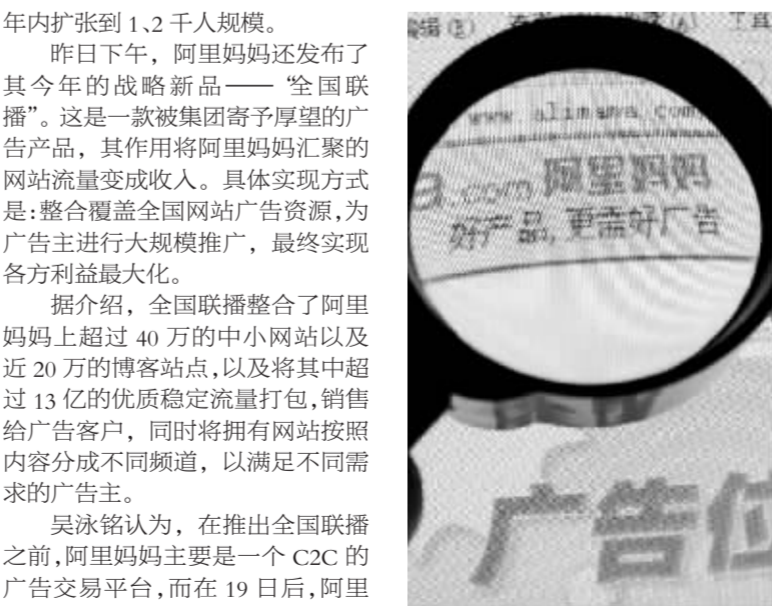 年内扩张到 1、2 千人规模。
昨日下午，阿里妈妈还发布了
其今年的战略新品—— “全国联
播”。这是一款被集团寄予厚望的广
告产品，其作用将阿里妈妈汇聚的
网站流量变成收入。具体实现方式
是：整合覆盖全国网站广告资源，为
广告主进行大规模推广，最终实现
各方利益最大化。
据介绍，全国联播整合了阿里
妈妈上超过 40 万的中小网站以及
近 20 万的博客站点，以及将其中超
过 13 亿的优质稳定流量打包，销售
给广告客户，同时将拥有网站按照
内容分成不同频道，以满足不同需
求的广告主。
吴泳铭认为，在推出全国联播
之前，阿里妈妈主要是一个 C2C 的
广告交易平台，而在 19 日后，阿里
编辑(E)
(A)
www.alimama.com
a.com 阿里妈妈
好产品，更需好广告
广告位